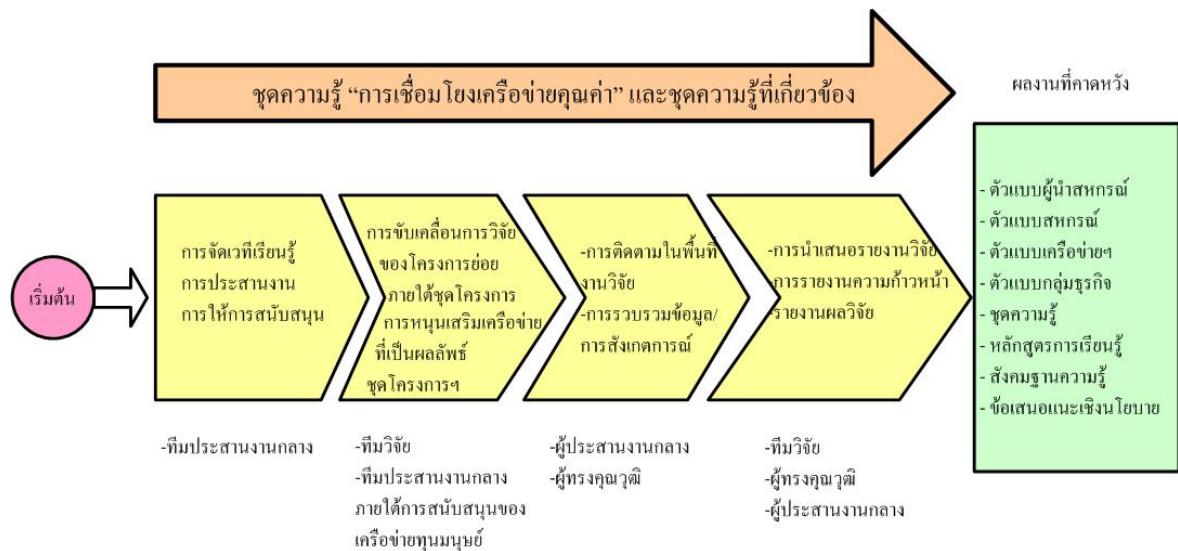 ชุดความรู้ “การเชื่อมโยงเครือข่ายคุณค่า” และชุดความรู้ที่เกี่ยวข้อง
ผลงานที่คาดหวัง
เริ่มต้น
การจัดเวทีเรียนรู้
การประสานงาน
การให้การสนับสนุน
การขับเคลื่อนการวิจัย
ของโครงการย่อย
ภายใต้ชุดโครงการ
การหนุนเสริมเครือข่าย
ที่เป็นผลลัพธ์
ชุดโครงการฯ
-การติดตามในพื้นที่
งานวิจัย
-การรวบรวมข้อมูล/
การสังเกตการณ์
-การนำเสนอรายงานวิจัย
-การรายงานความก้าวหน้า
-รายงานผลวิจัย
- ตัวแบบผู้นำสหกรณ์
- ตัวแบบสหกรณ์
- ตัวแบบเครือข่ายฯ
- ตัวแบบกลุ่มธุรกิจ
- ชุดความรู้
- หลักสูตรการเรียนรู้
- สังคมฐานความรู้
- ข้อเสนอแนะเชิงนโยบาย
-ทีมประสานงานกลาง
-ทีมวิจัย
-ทีมประสานงานกลาง
ภายใต้การสนับสนุนของ
เครือข่ายทุนมนุษย์
-ผู้ประสานงานกลาง
-ผู้ทรงคุณวุฒิ
-ทีมวิจัย
-ผู้ทรงคุณวุฒิ
-ผู้ประสานงานกลาง